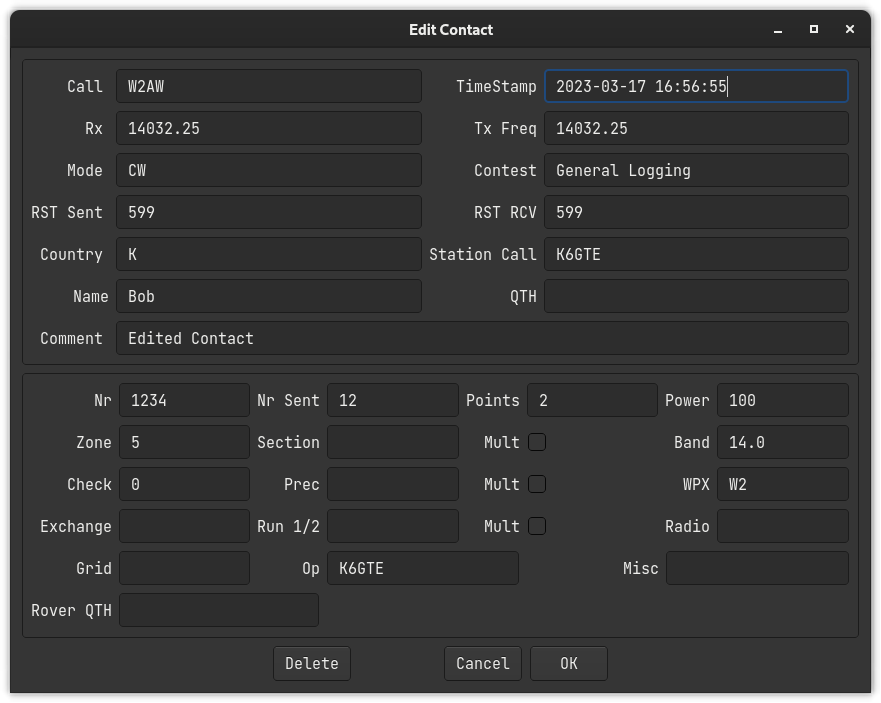 Edit Contact
Call W2AW TimeStamp 2023-03-17 16:56:55
Rx 14032.25 Tx Freq 14032.25
Mode CW Contest General Logging
RST Sent 599 RST RCV 599
Country K Station Call K6GTE
Name Bob QTH
Comment Edited Contact
Nr 1234 Nr Sent 12 Points 2 Power 100
Zone 5 Section Mult Band 14.0
Check 0 Prec Mult WPX W2
Exchange Run 1/2 Mult Radio
Grid Op K6GTE Misc
Rover QTH
Delete Cancel OK